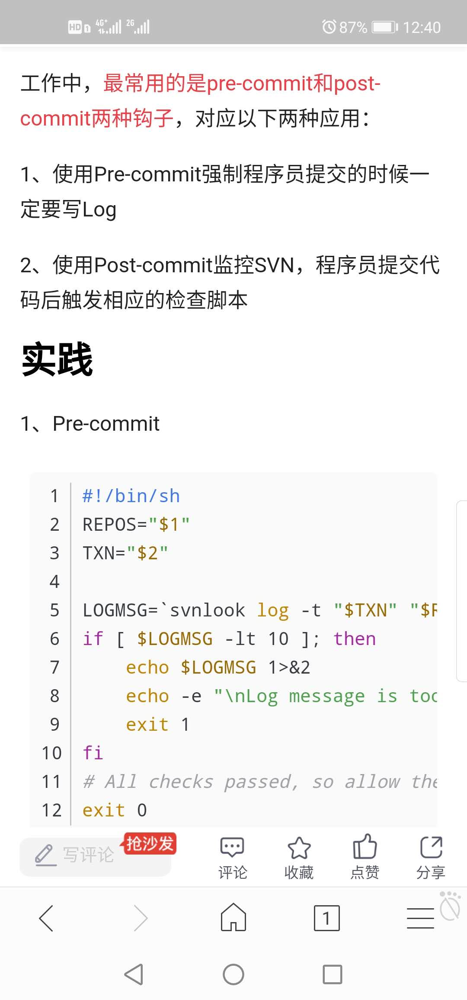 HD 1 4G+ 2G 87% 12:40
工作中，最常用的是pre-commit和post-
commit两种钩子，对应以下两种应用：
1、使用Pre-commit强制程序员提交的时候一
定要写Log
2、使用Post-commit监控SVN，程序员提交代
码后触发相应的检查脚本
实践
1、Pre-commit
1 #!/bin/sh
2 REPOS="$1"
3 TXN="$2"
4
5 LOGMSG=`svnlook log -t "$TXN" "$R
6 if [ $LOGMSG -lt 10 ]; then
7 echo $LOGMSG 1>&2
8 echo -e "\nLog message is too
9 exit 1
10 fi
11 # All checks passed, so allow the
12 exit 0
写评论 抢沙发
评论 收藏 点赞 分享
1